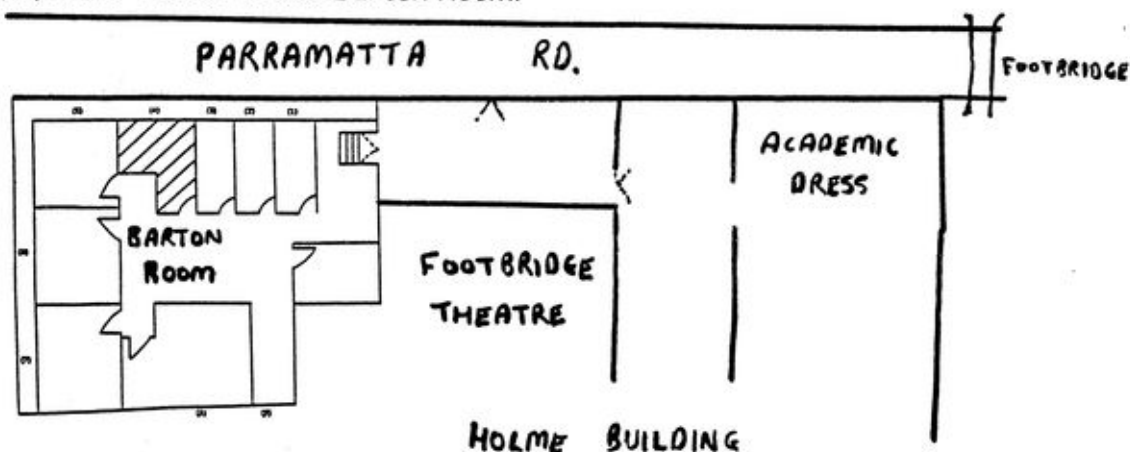 PARRAMATTA RD.
FOOTBRIDGE
ACADEMIC
DRESS
BARTON
ROOM
FOOTBRIDGE
THEATRE
HOLME BUILDING